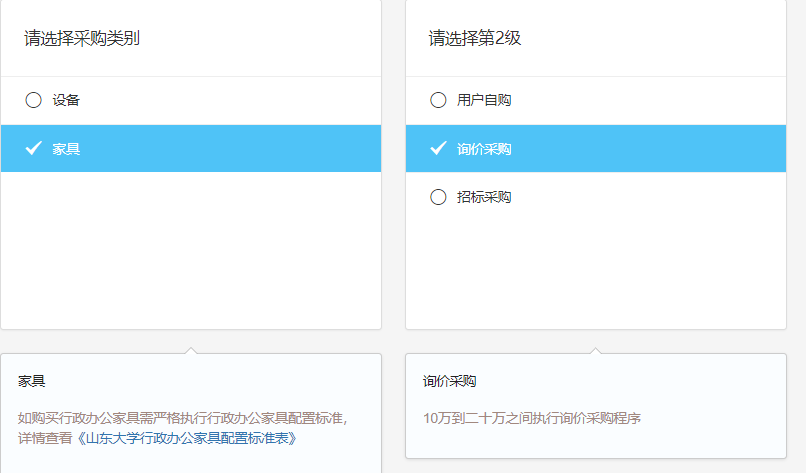 请选择采购类别
设备
家具
请选择第2级
用户自购
询价采购
招标采购
家具
如购买行政办公家具需严格执行行政办公家具配置标准，
详情查看《山东大学行政办公家具配置标准表》
询价采购
10万到二十万之间执行询价采购程序